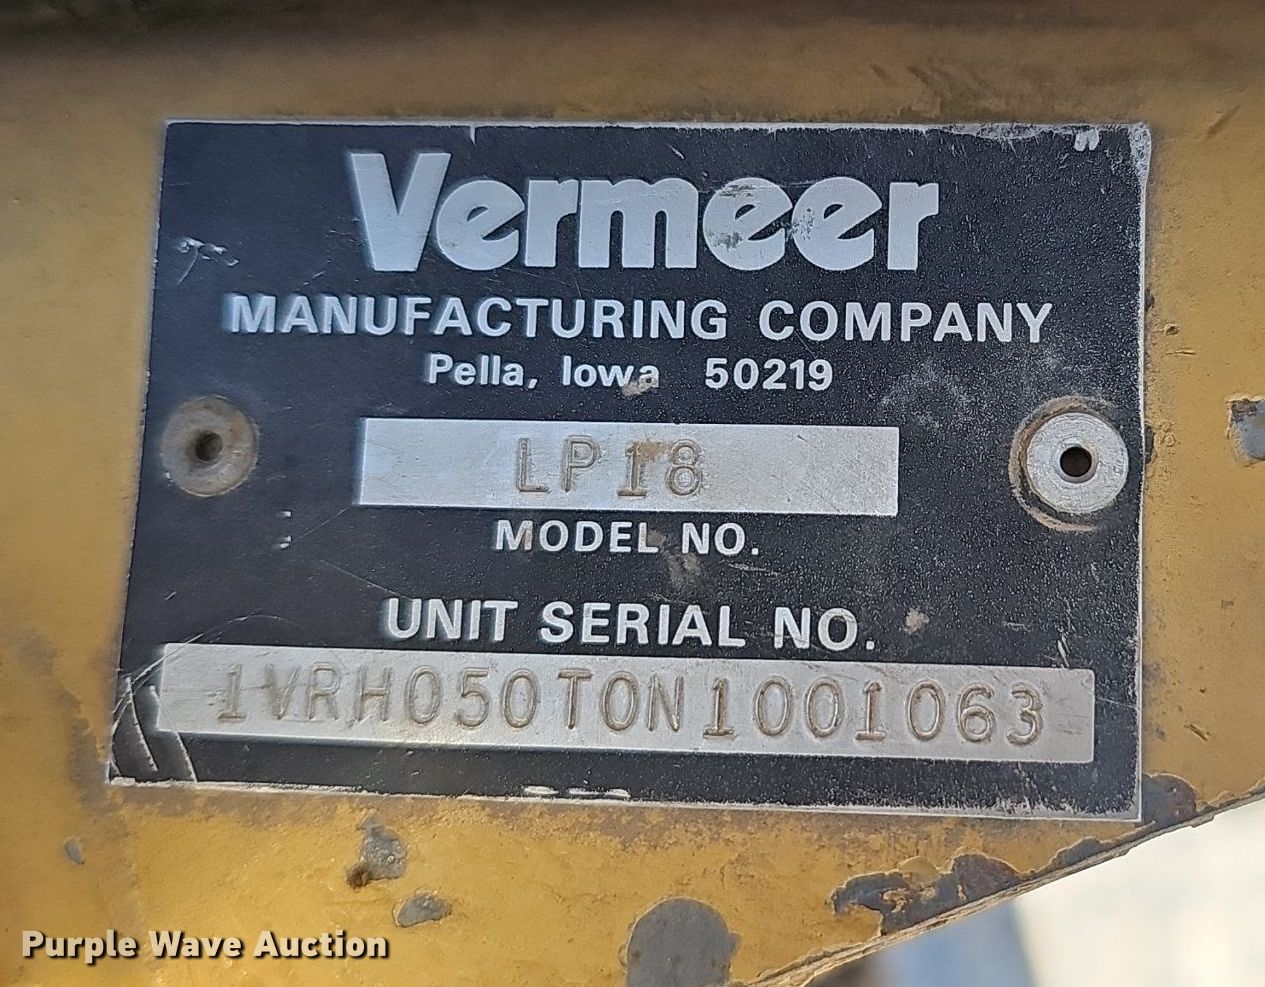 Vermeer
MANUFACTURING COMPANY
Pella, Iowa 50219
LP18
MODEL NO.
UNIT SERIAL NO.
1VRH050T0N1001063
Purple Wave Auction